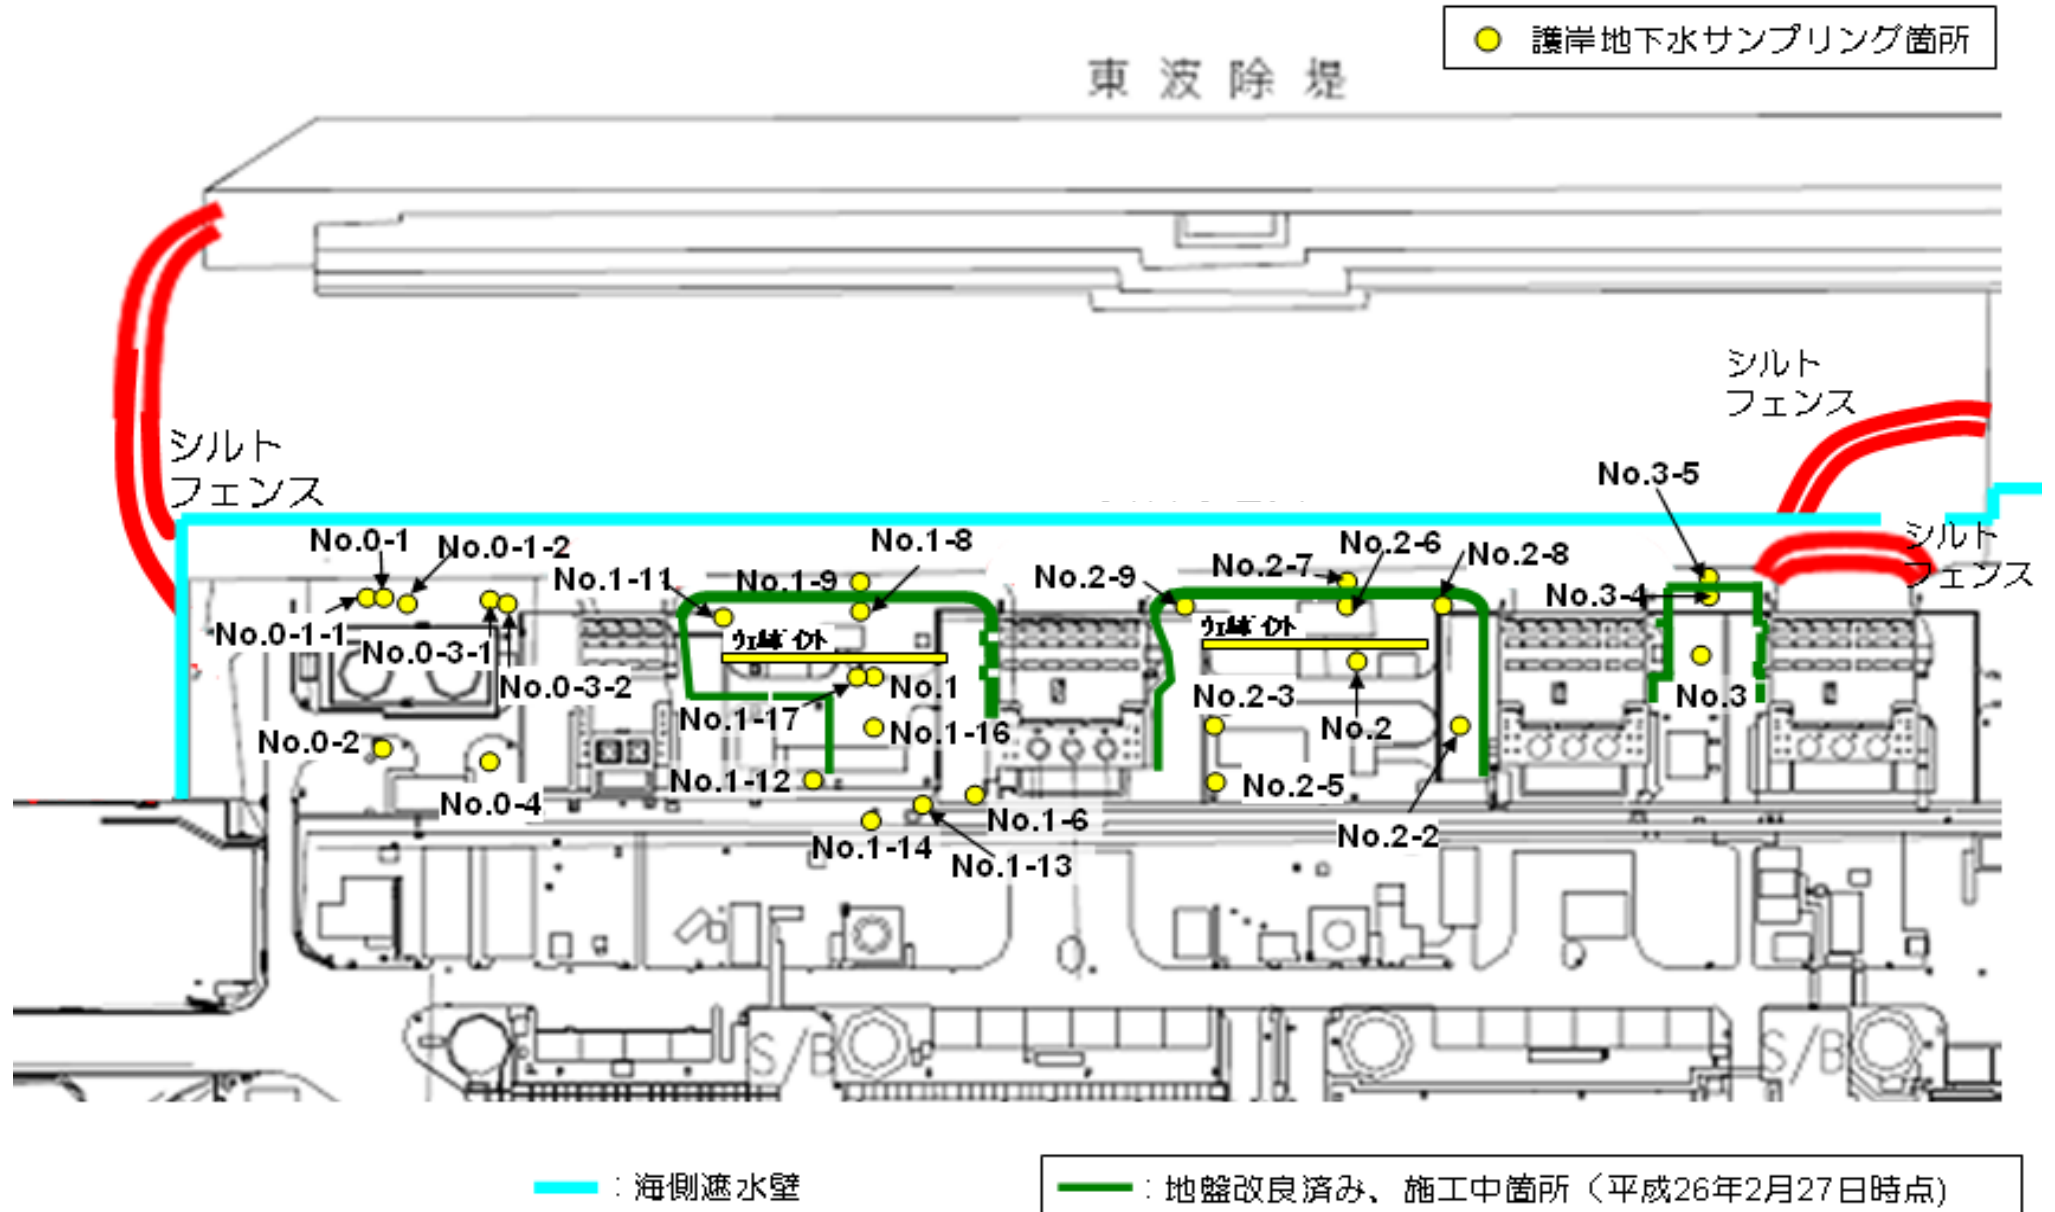 護岸地下水サンプリング箇所
東波除堤
シルト
フェンス
シルト
フェンス
No.3-5
シルト
フェンス
No.0-1
No.0-1-2
No.1-8
No.2-6
No.2-8
No.1-11
No.1-9
No.2-9
No.2-7
No.3-4
No.0-1-1
No.0-3-1
ｳｪﾙﾎﾟｲﾝﾄ
ｳｪﾙﾎﾟｲﾝﾄ
No.0-3-2
No.1
No.2-3
No.3
No.1-17
No.1-16
No.2
No.0-2
No.1-12
No.2-5
No.0-4
No.1-6
No.2-2
No.1-14
No.1-13
S/B
S/B
：海側遮水壁
：地盤改良済み、施工中箇所（平成26年2月27日時点)